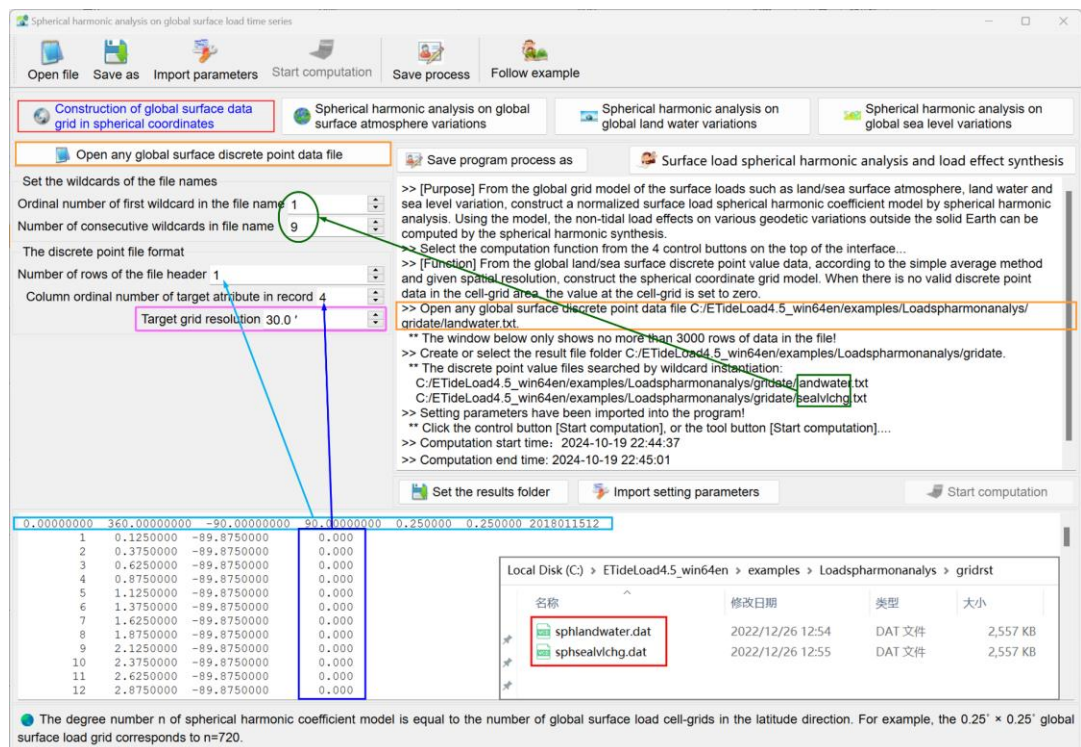 Spherical harmonic analysis on global surface load time series
Open file
Save as
Import parameters
Start computation
Save process
Follow example
Construction of global surface data
grid in spherical coordinates
Spherical harmonic analysis on global
surface atmosphere variations
Spherical harmonic analysis on
global land water variations
Spherical harmonic analysis on
global sea level variations
Open any global surface discrete point data file
Set the wildcards of the file names
Ordinal number of first wildcard in the file name 1
Number of consecutive wildcards in file name 9
The discrete point file format
Number of rows of the file header 1
Column ordinal number of target attribute in record 4
Target grid resolution 30.0 ′
Save program process as
Surface load spherical harmonic analysis and load effect synthesis
>> [Purpose] From the global grid model of the surface loads such as land/sea surface atmosphere, land water and
sea level variation, construct a normalized surface load spherical harmonic coefficient model by spherical harmonic
analysis. Using the model, the non-tidal load effects on various geodetic variations outside the solid Earth can be
computed by the spherical harmonic synthesis.
>> Select the computation function from the 4 control buttons on the top of the interface...
>> [Function] From the global land/sea surface discrete point value data, according to the simple average method
and given spatial resolution, construct the spherical coordinate grid model. When there is no valid discrete point
data in the cell-grid area, the value at the cell-grid is set to zero.
>> Open any global surface discrete point data file C:/ETideLoad4.5_win64en/examples/Loadspharmonanalys/
gridate/landwater.txt.
** The window below only shows no more than 3000 rows of data in the file!
>> Create or select the result file folder C:/ETideLoad4.5_win64en/examples/Loadspharmonanalys/gridate.
** The discrete point value files searched by wildcard instantiation:
C:/ETideLoad4.5_win64en/examples/Loadspharmonanalys/gridate/landwater.txt
C:/ETideLoad4.5_win64en/examples/Loadspharmonanalys/gridate/sealvlchg.txt
>> Setting parameters have been imported into the program!
** Click the control button [Start computation], or the tool button [Start computation]....
>> Computation start time: 2024-10-19 22:44:37
>> Computation end time: 2024-10-19 22:45:01
Set the results folder
Import setting parameters
Start computation
0.00000000 360.00000000 -90.00000000 90.00000000 0.250000 0.250000 2018011512
1 0.1250000 -89.8750000 0.000
2 0.3750000 -89.8750000 0.000
3 0.6250000 -89.8750000 0.000
4 0.8750000 -89.8750000 0.000
5 1.1250000 -89.8750000 0.000
6 1.3750000 -89.8750000 0.000
7 1.6250000 -89.8750000 0.000
8 1.8750000 -89.8750000 0.000
9 2.1250000 -89.8750000 0.000
10 2.3750000 -89.8750000 0.000
11 2.6250000 -89.8750000 0.000
12 2.8750000 -89.8750000 0.000
Local Disk (C:) > ETideLoad4.5_win64en > examples > Loadspharmonanalys > gridrst
名称 修改日期 类型 大小
sphlandwater.dat 2022/12/26 12:54 DAT 文件 2,557 KB
sphsealvlchg.dat 2022/12/26 12:55 DAT 文件 2,557 KB
The degree number n of spherical harmonic coefficient model is equal to the number of global surface load cell-grids in the latitude direction. For example, the 0.25˚ × 0.25˚ global
surface load grid corresponds to n=720.